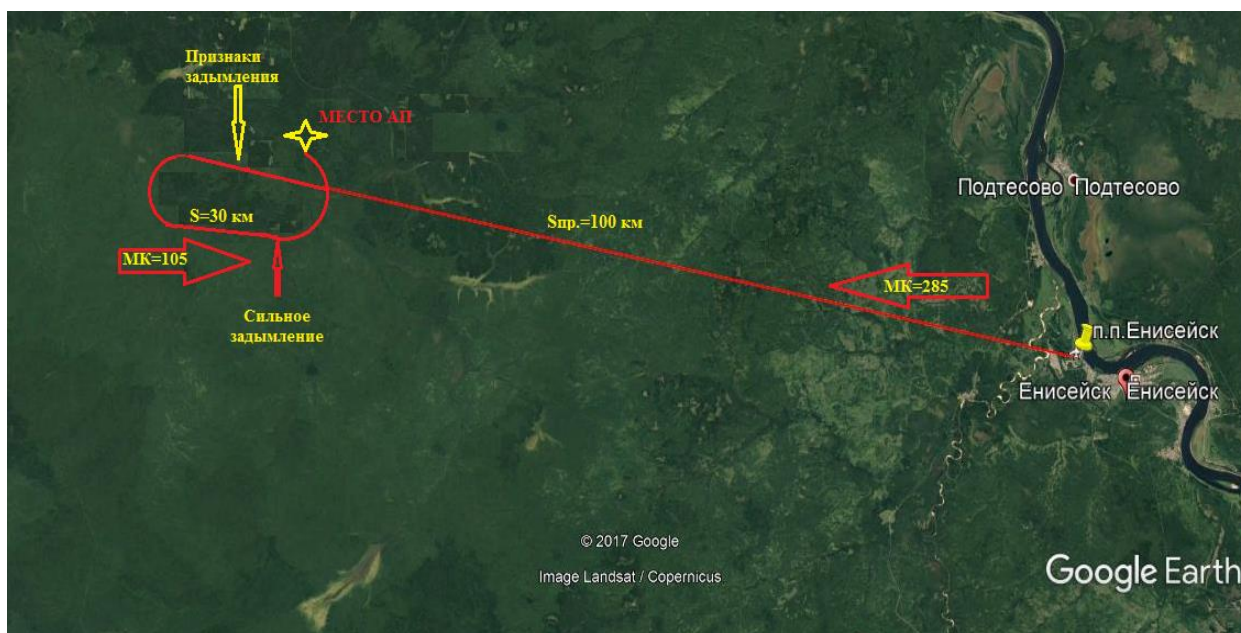 Признаки
задымления
МЕСТО АП
Подтесово Подтесово
S=30 км
Sпр.=100 км
МК=105
МК=285
Сильное
задымление
п.п.Енисейск
Енисейск Енисейск
© 2017 Google
Image Landsat / Copernicus
Google Earth